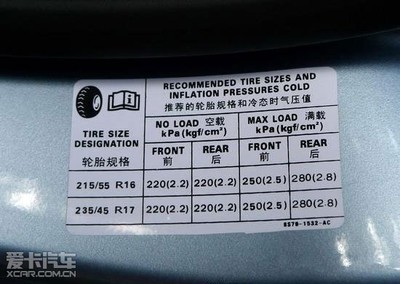 RECOMMENDED TIRE SIZES AND
INFLATION PRESSURES COLD
推荐的轮胎规格和冷态时气压值
TIRE SIZE
DESIGNATION
轮胎规格
NO LOAD 空载
kPa(kgf/cm²)
MAX LOAD 满载
kPa(kgf/cm²)
FRONT
前
REAR
后
FRONT
前
REAR
后
215/55 R16 220(2.2) 220(2.2) 250(2.5) 280(2.8)
235/45 R17 220(2.2) 220(2.2) 250(2.5) 280(2.8)
6S7B-1532-AC
爱卡汽车
XCAR.COM.CN